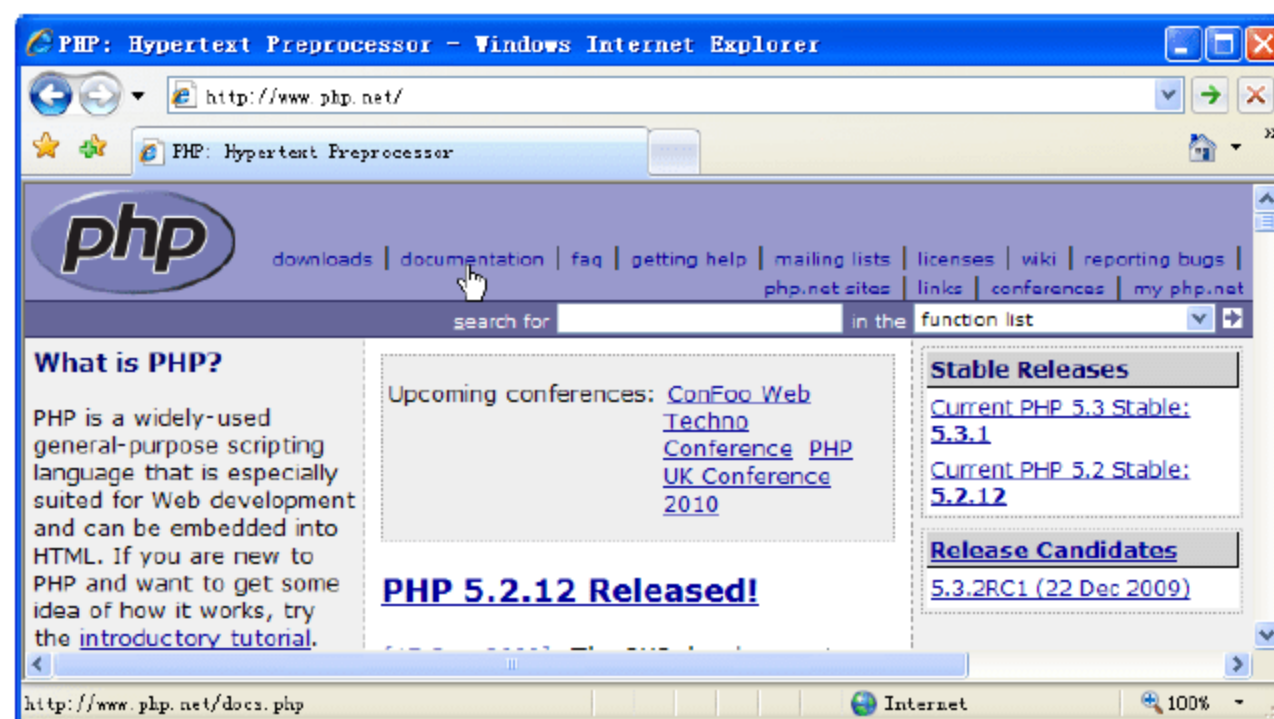 PHP: Hypertext Preprocessor - Windows Internet Explorer
http://www.php.net/
PHP: Hypertext Preprocessor
php
downloads | documentation | faq | getting help | mailing lists | licenses | wiki | reporting bugs |
php.net sites | links | conferences | my php.net
search for in the function list
What is PHP?
PHP is a widely-used
general-purpose scripting
language that is especially
suited for Web development
and can be embedded into
HTML. If you are new to
PHP and want to get some
idea of how it works, try
the introductory tutorial.
Upcoming conferences: ConFoo Web
Techno
Conference PHP
UK Conference
2010
PHP 5.2.12 Released!
Stable Releases
Current PHP 5.3 Stable:
5.3.1
Current PHP 5.2 Stable:
5.2.12
Release Candidates
5.3.2RC1 (22 Dec 2009)
http://www.php.net/docs.php
Internet
100%